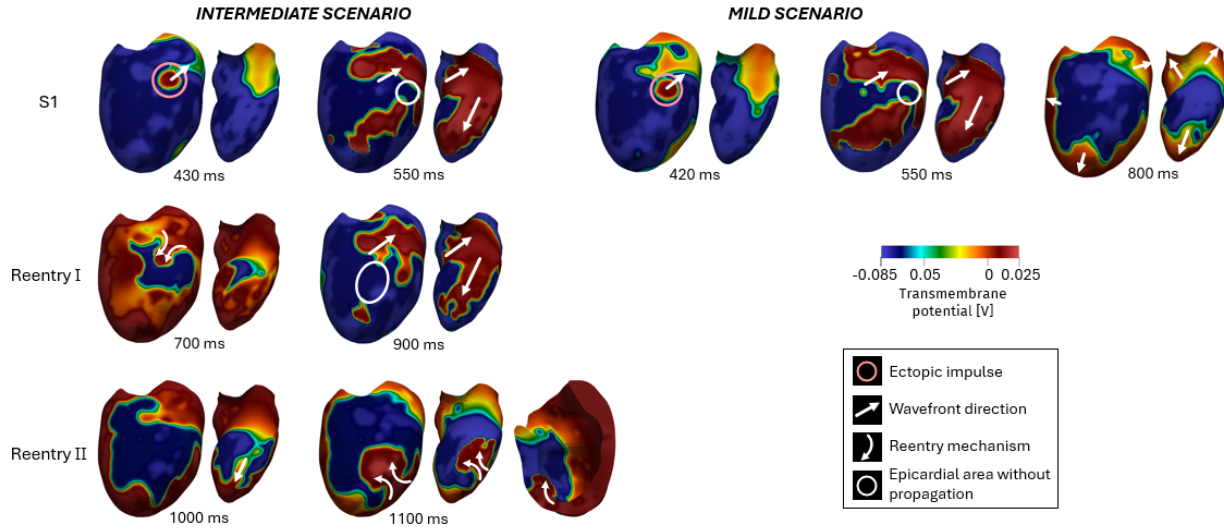 INTERMEDIATE SCENARIO
MILD SCENARIO
S1
430 ms
550 ms
420 ms
550 ms
800 ms
Reentry I
700 ms
900 ms
-0.085 0.05 0 0.025
Transmembrane
potential [V]
Reentry II
1000 ms
1100 ms
Ectopic impulse
Wavefront direction
Reentry mechanism
Epicardial area without
propagation